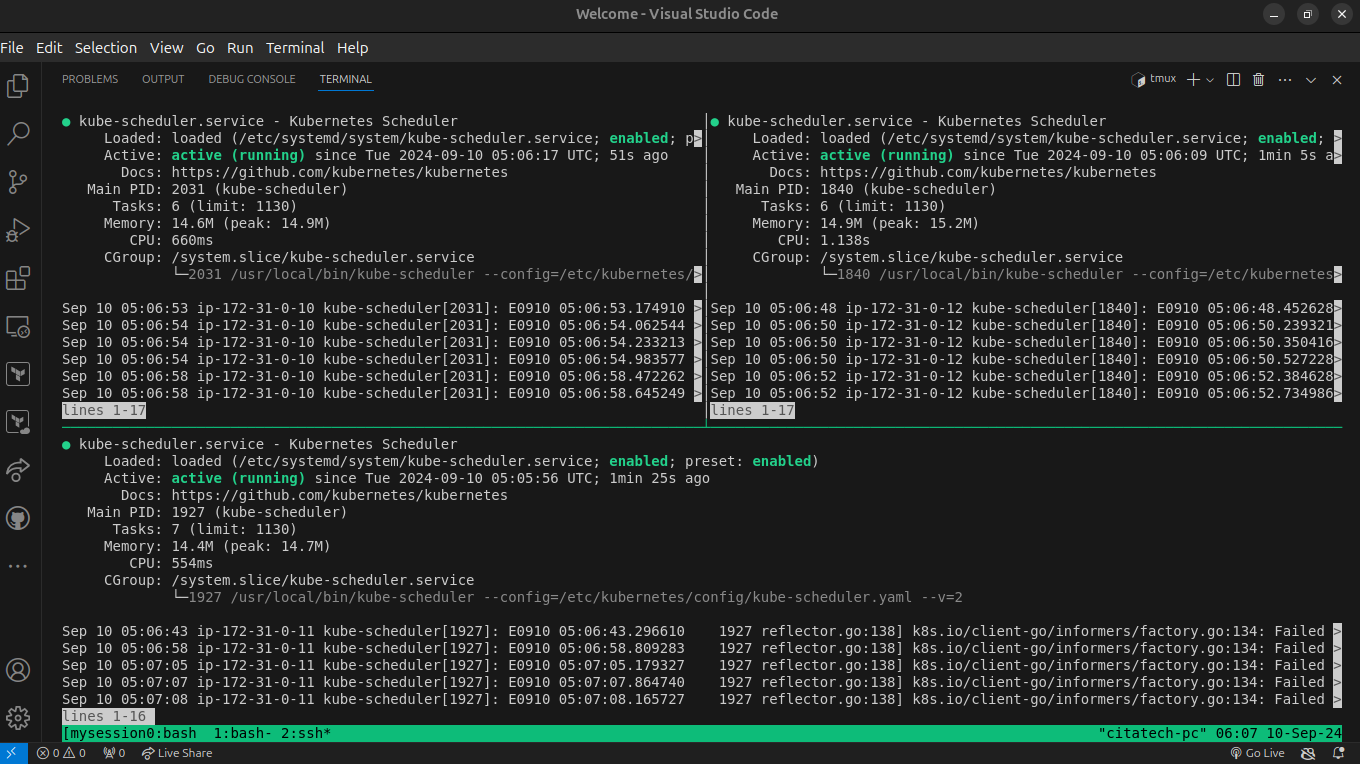 Welcome - Visual Studio Code
File Edit Selection View Go Run Terminal Help
PROBLEMS OUTPUT DEBUG CONSOLE TERMINAL
tmux
● kube-scheduler.service - Kubernetes Scheduler
Loaded: loaded (/etc/systemd/system/kube-scheduler.service; enabled; p>
Active: active (running) since Tue 2024-09-10 05:06:17 UTC; 51s ago
Docs: https://github.com/kubernetes/kubernetes
Main PID: 2031 (kube-scheduler)
Tasks: 6 (limit: 1130)
Memory: 14.6M (peak: 14.9M)
CPU: 660ms
CGroup: /system.slice/kube-scheduler.service
└─2031 /usr/local/bin/kube-scheduler --config=/etc/kubernetes/>
Sep 10 05:06:53 ip-172-31-0-10 kube-scheduler[2031]: E0910 05:06:53.174910 >
Sep 10 05:06:54 ip-172-31-0-10 kube-scheduler[2031]: E0910 05:06:54.062544 >
Sep 10 05:06:54 ip-172-31-0-10 kube-scheduler[2031]: E0910 05:06:54.233213 >
Sep 10 05:06:54 ip-172-31-0-10 kube-scheduler[2031]: E0910 05:06:54.983577 >
Sep 10 05:06:58 ip-172-31-0-10 kube-scheduler[2031]: E0910 05:06:58.472262 >
Sep 10 05:06:58 ip-172-31-0-10 kube-scheduler[2031]: E0910 05:06:58.645249 >
lines 1-17
● kube-scheduler.service - Kubernetes Scheduler
Loaded: loaded (/etc/systemd/system/kube-scheduler.service; enabled; >
Active: active (running) since Tue 2024-09-10 05:06:09 UTC; 1min 5s a>
Docs: https://github.com/kubernetes/kubernetes
Main PID: 1840 (kube-scheduler)
Tasks: 6 (limit: 1130)
Memory: 14.9M (peak: 15.2M)
CPU: 1.138s
CGroup: /system.slice/kube-scheduler.service
└─1840 /usr/local/bin/kube-scheduler --config=/etc/kubernetes>
Sep 10 05:06:48 ip-172-31-0-12 kube-scheduler[1840]: E0910 05:06:48.452628>
Sep 10 05:06:50 ip-172-31-0-12 kube-scheduler[1840]: E0910 05:06:50.239321>
Sep 10 05:06:50 ip-172-31-0-12 kube-scheduler[1840]: E0910 05:06:50.350416>
Sep 10 05:06:50 ip-172-31-0-12 kube-scheduler[1840]: E0910 05:06:50.527228>
Sep 10 05:06:52 ip-172-31-0-12 kube-scheduler[1840]: E0910 05:06:52.384628>
Sep 10 05:06:52 ip-172-31-0-12 kube-scheduler[1840]: E0910 05:06:52.734986>
lines 1-17
● kube-scheduler.service - Kubernetes Scheduler
Loaded: loaded (/etc/systemd/system/kube-scheduler.service; enabled; preset: enabled)
Active: active (running) since Tue 2024-09-10 05:05:56 UTC; 1min 25s ago
Docs: https://github.com/kubernetes/kubernetes
Main PID: 1927 (kube-scheduler)
Tasks: 7 (limit: 1130)
Memory: 14.4M (peak: 14.7M)
CPU: 554ms
CGroup: /system.slice/kube-scheduler.service
└─1927 /usr/local/bin/kube-scheduler --config=/etc/kubernetes/config/kube-scheduler.yaml --v=2
Sep 10 05:06:43 ip-172-31-0-11 kube-scheduler[1927]: E0910 05:06:43.296610 1927 reflector.go:138] k8s.io/client-go/informers/factory.go:134: Failed >
Sep 10 05:06:58 ip-172-31-0-11 kube-scheduler[1927]: E0910 05:06:58.809283 1927 reflector.go:138] k8s.io/client-go/informers/factory.go:134: Failed >
Sep 10 05:07:05 ip-172-31-0-11 kube-scheduler[1927]: E0910 05:07:05.179327 1927 reflector.go:138] k8s.io/client-go/informers/factory.go:134: Failed >
Sep 10 05:07:07 ip-172-31-0-11 kube-scheduler[1927]: E0910 05:07:07.864740 1927 reflector.go:138] k8s.io/client-go/informers/factory.go:134: Failed >
Sep 10 05:07:08 ip-172-31-0-11 kube-scheduler[1927]: E0910 05:07:08.165727 1927 reflector.go:138] k8s.io/client-go/informers/factory.go:134: Failed >
lines 1-16
[mysession0:bash 1:bash- 2:ssh* "citatech-pc" 06:07 10-Sep-24
0 0 0 Live Share Go Live